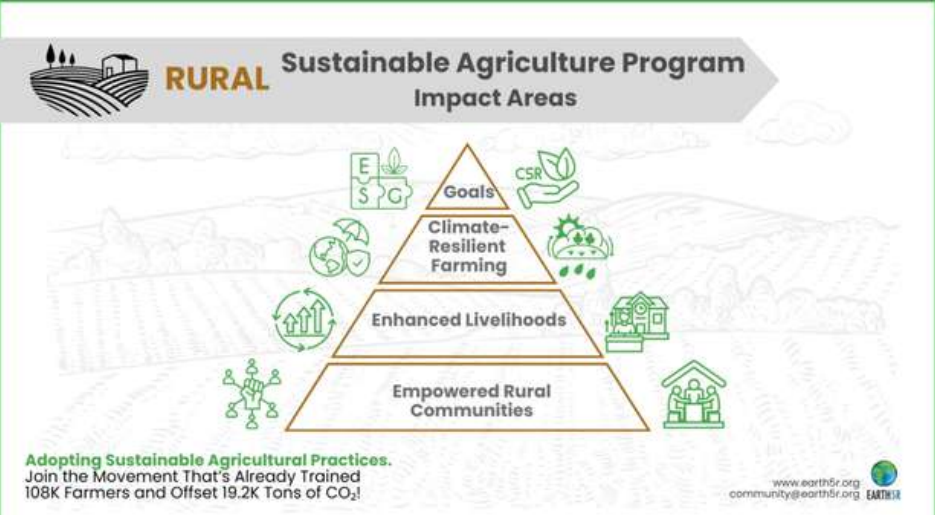 RURAL
Sustainable Agriculture Program
Impact Areas
E
S G
CSR
Goals
Climate-
Resilient
Farming
Enhanced Livelihoods
Empowered Rural
Communities
Adopting Sustainable Agricultural Practices.
Join the Movement That's Already Trained
108K Farmers and Offset 19.2K Tons of CO₂!
www.earth5r.org
community@earth5r.org
EARTH5R